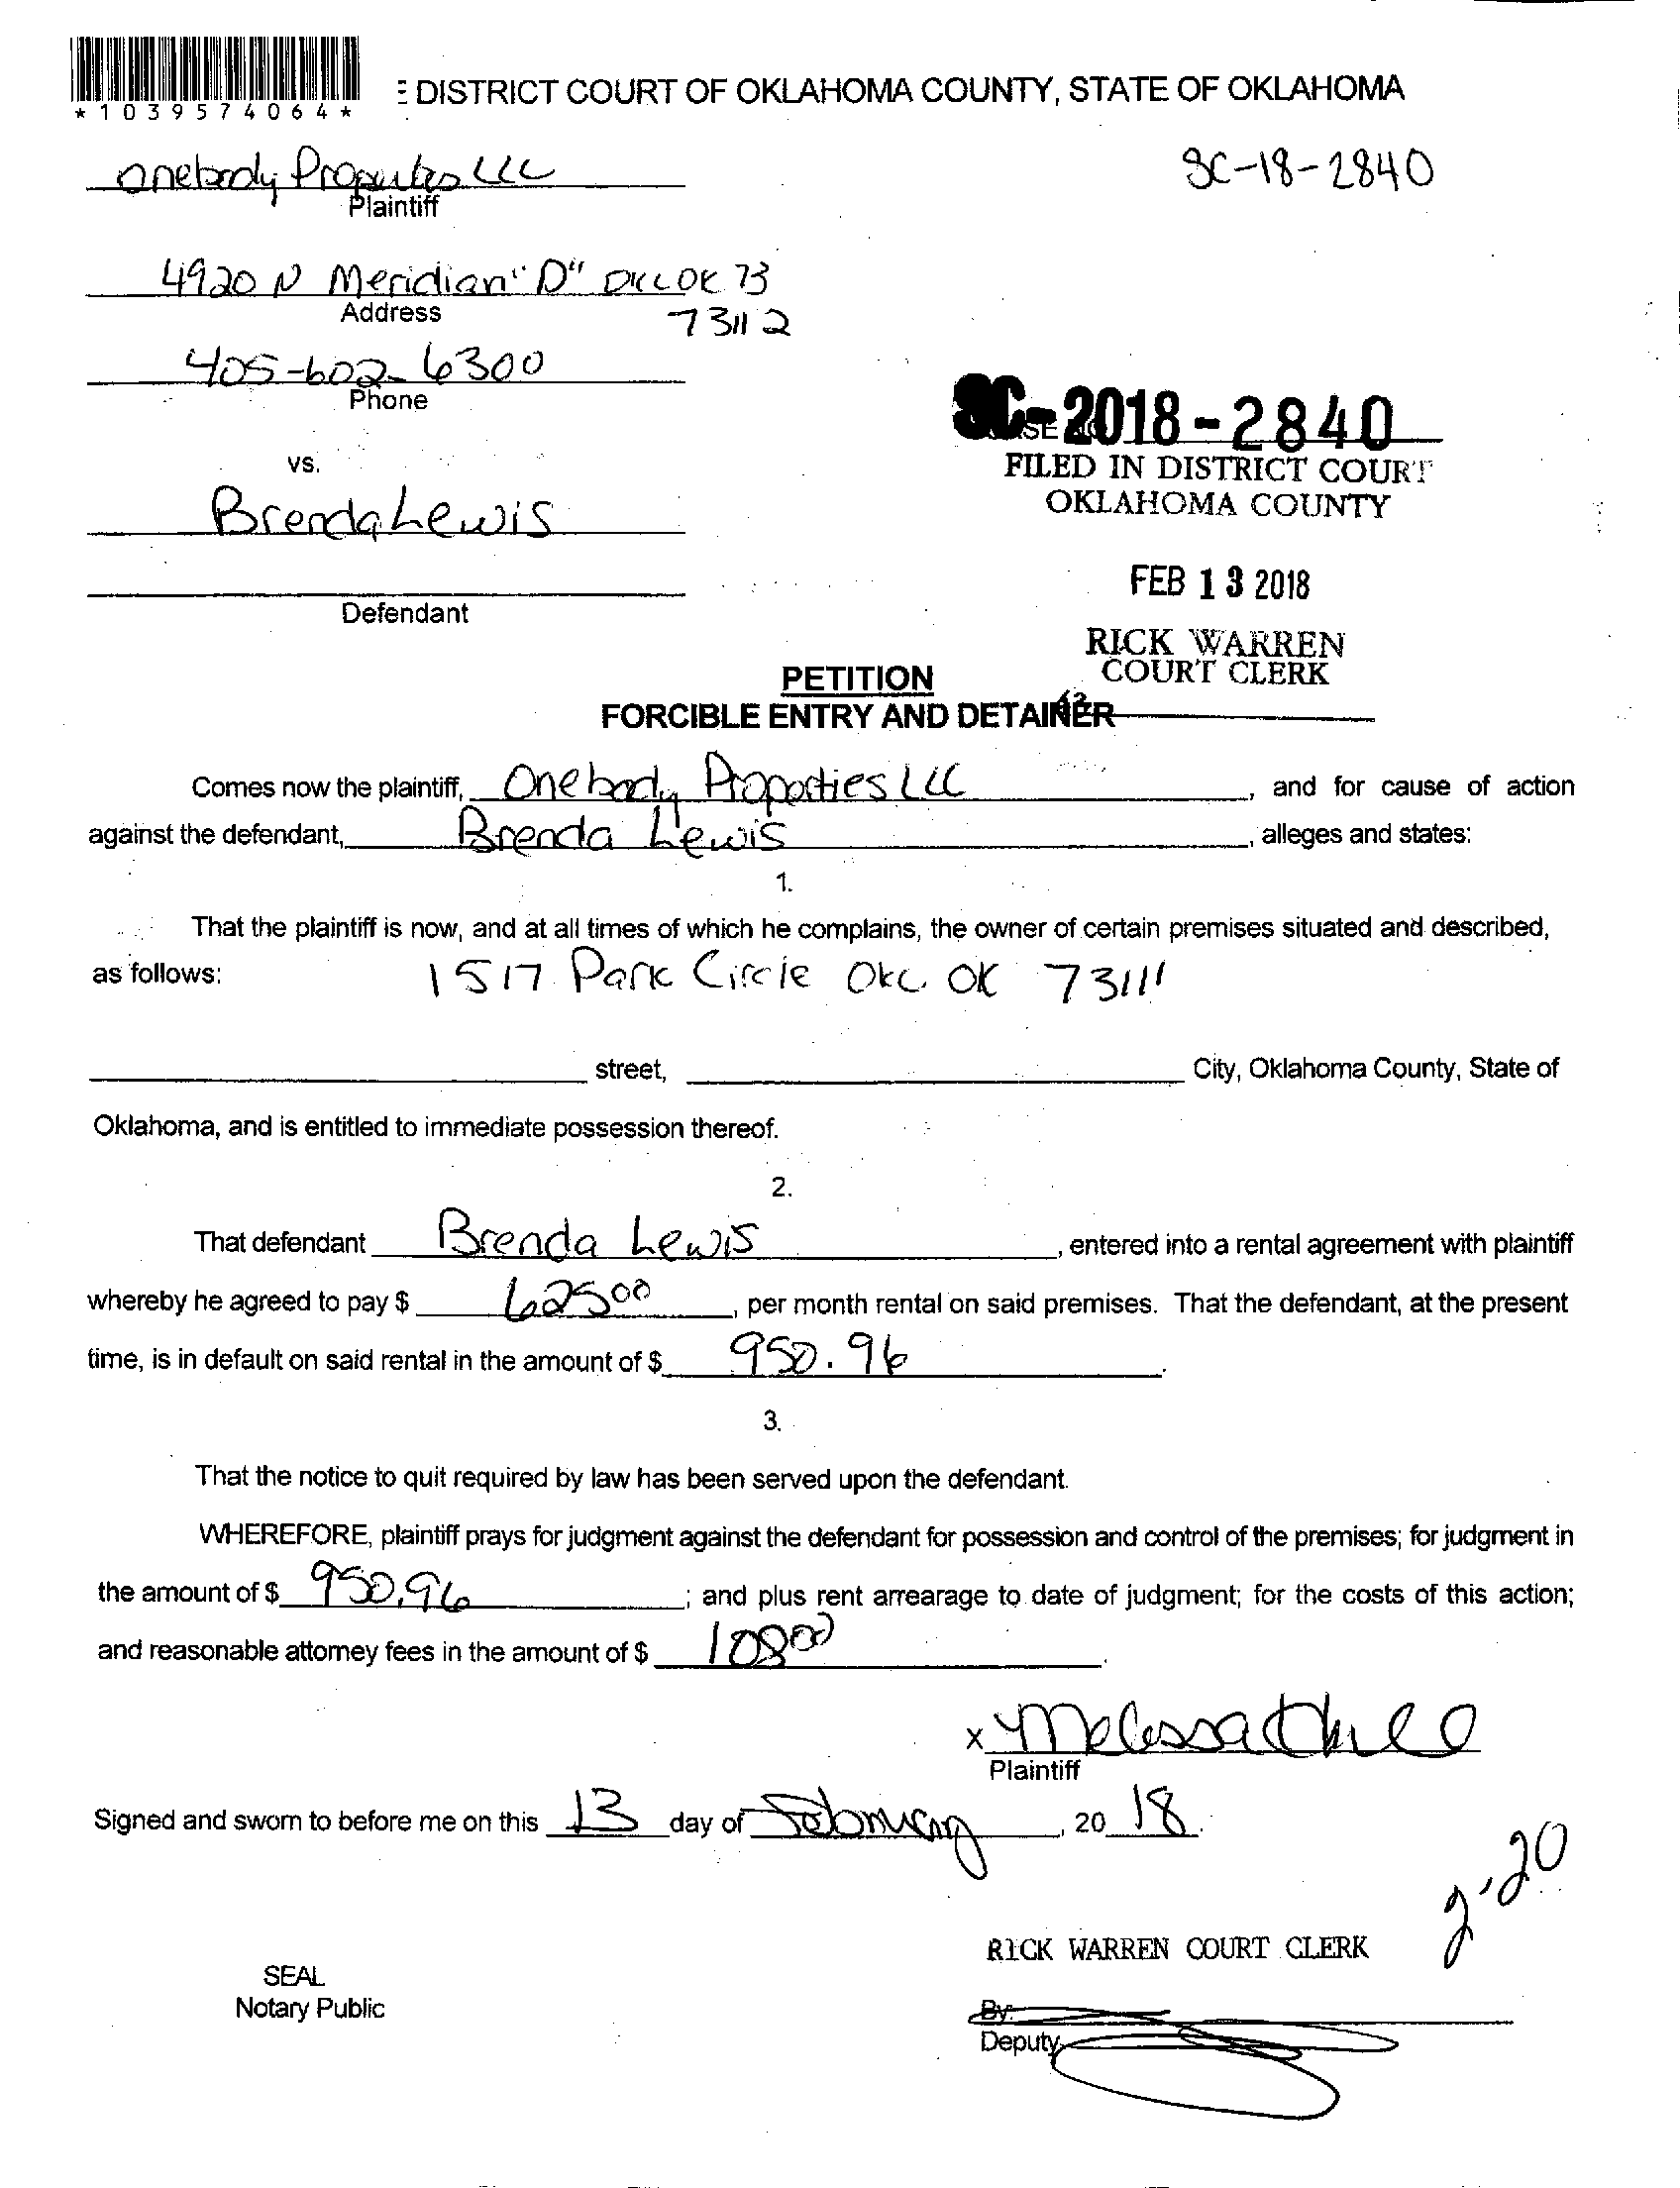 *1039574064*
DISTRICT COURT OF OKLAHOMA COUNTY, STATE OF OKLAHOMA
Onebody Properties LLC
SC-18-2840
Plaintiff
4920 N Meridian "D" OKC OK 73
Address
73112
405-602-6300
Phone
SC-2018-2840
vs.
FILED IN DISTRICT COURT
OKLAHOMA COUNTY
Brenda Lewis
FEB 13 2018
Defendant
RICK WARREN
COURT CLERK
PETITION
FORCIBLE ENTRY AND DETAINER
Comes now the plaintiff, Onebody Properties LLC, and for cause of action
against the defendant, Brenda Lewis, alleges and states:
1.
That the plaintiff is now, and at all times of which he complains, the owner of certain premises situated and described,
as follows: 1517 Park Circle OKC OK 73111
street, City, Oklahoma County, State of
Oklahoma, and is entitled to immediate possession thereof.
2.
That defendant Brenda Lewis, entered into a rental agreement with plaintiff
whereby he agreed to pay $ 625 00, per month rental on said premises. That the defendant, at the present
time, is in default on said rental in the amount of $ 950.96.
3.
That the notice to quit required by law has been served upon the defendant.
WHEREFORE, plaintiff prays for judgment against the defendant for possession and control of the premises; for judgment in
the amount of $ 950.96; and plus rent arrearage to date of judgment; for the costs of this action;
and reasonable attorney fees in the amount of $ 108 00.
x Melissa
Plaintiff
Signed and sworn to before me on this 13 day of February, 20 18.
2-20
RICK WARREN COURT CLERK
SEAL
Notary Public
By:
Deputy